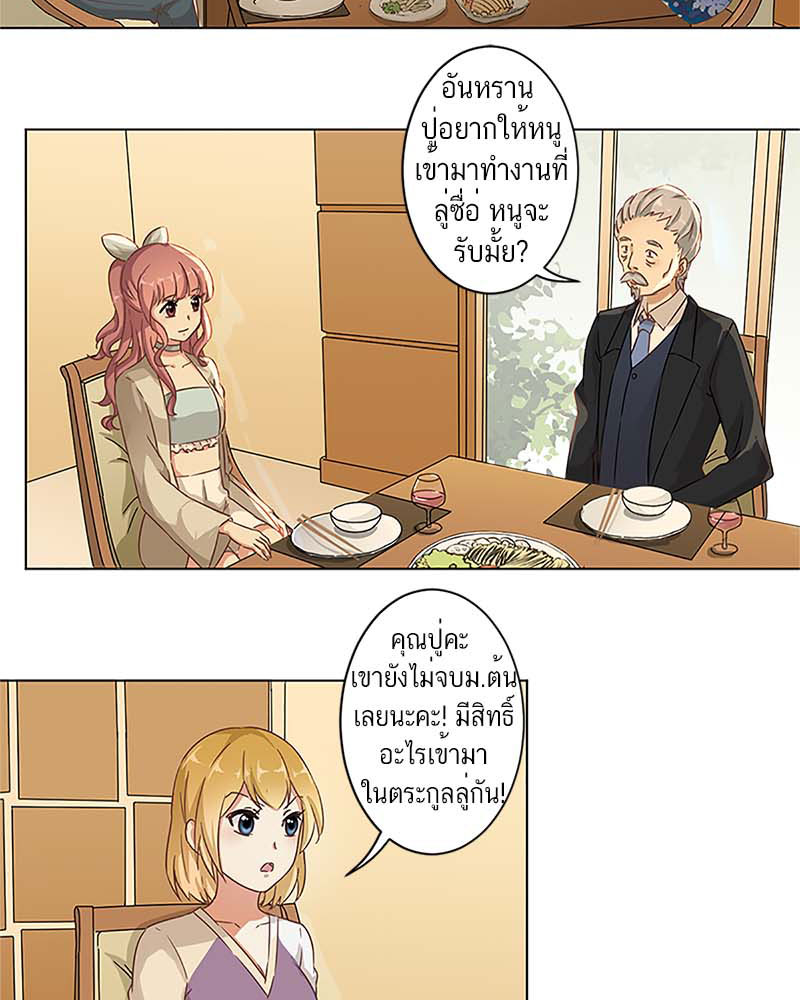 อันหราน
ปู่อยากให้หนู
เข้ามาทำงานที่
ลู่ซื่อ หนูจะ
รับมั้ย?
คุณปู่คะ
เขายังไม่จบม.ต้น
เลยนะคะ! มีสิทธิ์
อะไรเข้ามา
ในตระกูลลู่กัน!